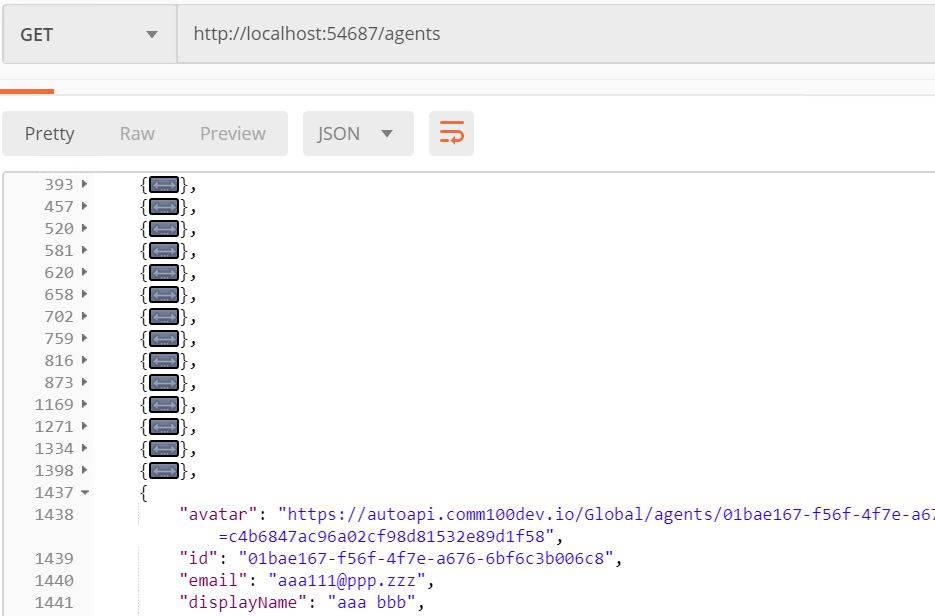 GET http://localhost:54687/agents
Pretty Raw Preview JSON
393 {},
457 {},
520 {},
581 {},
620 {},
658 {},
702 {},
759 {},
816 {},
873 {},
1169 {},
1271 {},
1334 {},
1398 {},
1437 {
1438 "avatar": "https://autoapi.comm100dev.io/Global/agents/01bae167-f56f-4f7e-a67
=c4b6847ac96a02cf98d81532e89d1f58",
1439 "id": "01bae167-f56f-4f7e-a676-6bf6c3b006c8",
1440 "email": "aaa111@ppp.zzz",
1441 "displayName": "aaa bbb",